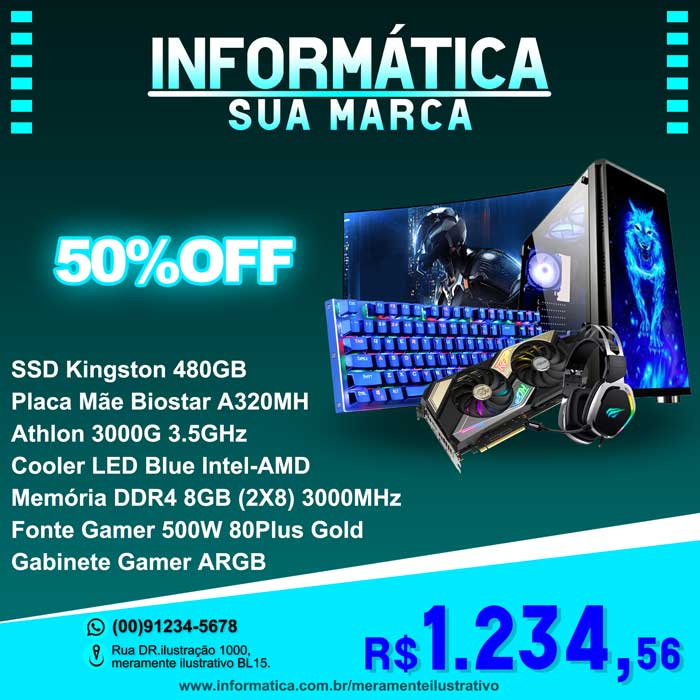 INFORMÁTICA
SUA MARCA
50%OFF
SSD Kingston 480GB
Placa Mãe Biostar A320MH
Athlon 3000G 3.5GHz
Cooler LED Blue Intel-AMD
Memória DDR4 8GB (2X8) 3000MHz
Fonte Gamer 500W 80Plus Gold
Gabinete Gamer ARGB
(00)91234-5678
Rua DR.ilustração 1000,
meramente ilustrativo BL15.
R$1.234,56
www.informatica.com.br/meramenteilustrativo